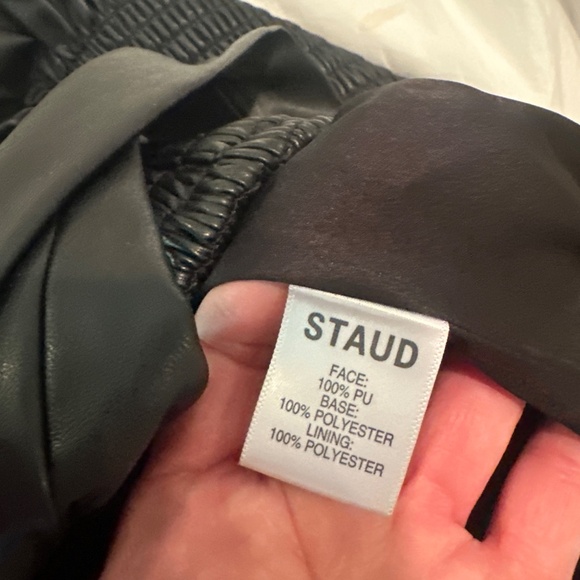 STAUD
FACE:
100% PU
BASE:
100% POLYESTER
LINING:
100% POLYESTER